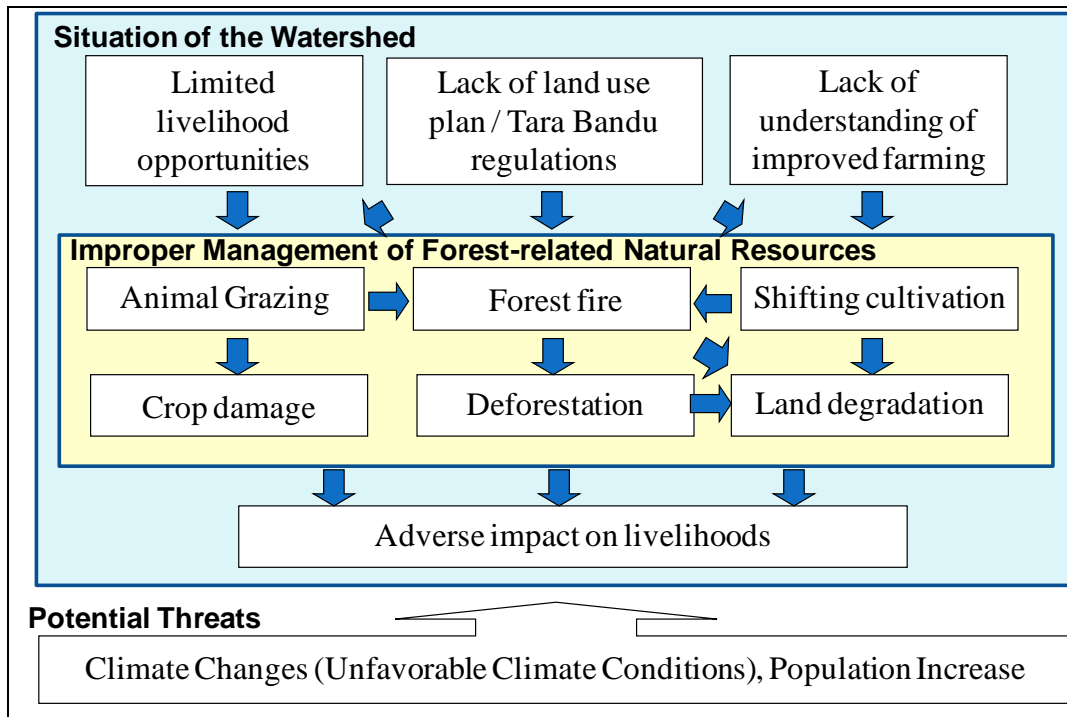 Situation of the Watershed
Limited
livelihood
opportunities
Lack of land use
plan / Tara Bandu
regulations
Lack of
understanding of
improved farming
Improper Management of Forest-related Natural Resources
Animal Grazing
Forest fire
Shifting cultivation
Crop damage
Deforestation
Land degradation
Adverse impact on livelihoods
Potential Threats
Climate Changes (Unfavorable Climate Conditions), Population Increase